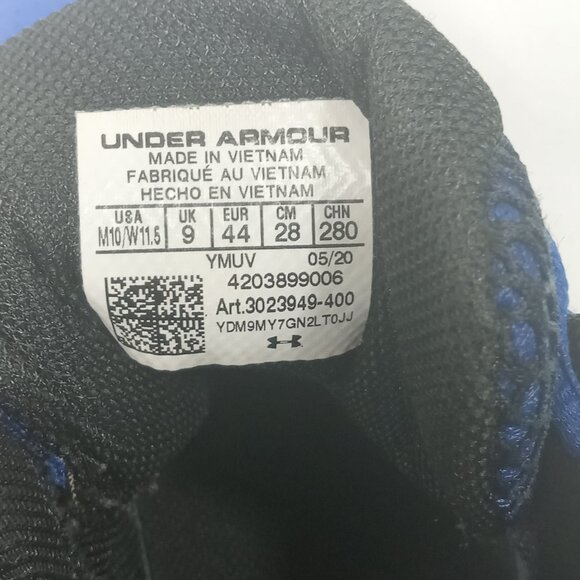 UNDER ARMOUR
MADE IN VIETNAM
FABRIQUÉ AU VIETNAM
HECHO EN VIETNAM
USA UK EUR CM CHN
M10/W11.5 9 44 28 280
YMUV 05/20
4203899006
Art.3023949-400
YDM9MY7GN2LT0JJ